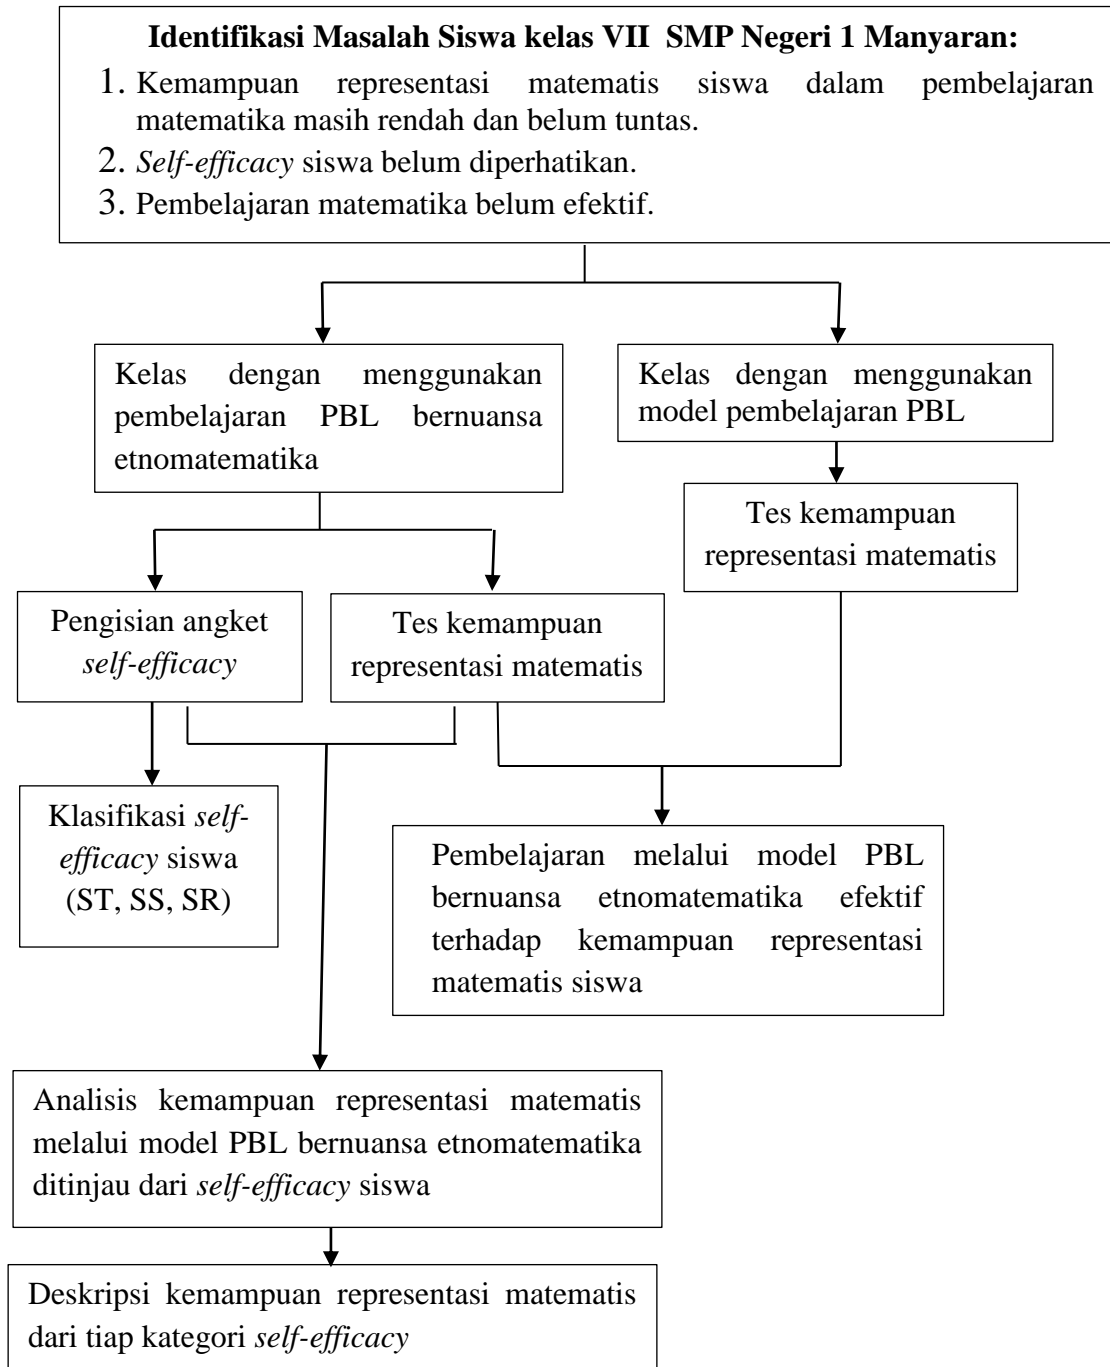 Identifikasi Masalah Siswa kelas VII SMP Negeri 1 Manyaran:
1. Kemampuan representasi matematis siswa dalam pembelajaran
matematika masih rendah dan belum tuntas.
2. Self-efficacy siswa belum diperhatikan.
3. Pembelajaran matematika belum efektif.
Kelas dengan menggunakan
pembelajaran PBL bernuansa
etnomatematika
Kelas dengan menggunakan
model pembelajaran PBL
Tes kemampuan
representasi matematis
Pengisian angket
self-efficacy
Tes kemampuan
representasi matematis
Klasifikasi self-
efficacy siswa
(ST, SS, SR)
Pembelajaran melalui model PBL
bernuansa etnomatematika efektif
terhadap kemampuan representasi
matematis siswa
Analisis kemampuan representasi matematis
melalui model PBL bernuansa etnomatematika
ditinjau dari self-efficacy siswa
Deskripsi kemampuan representasi matematis
dari tiap kategori self-efficacy